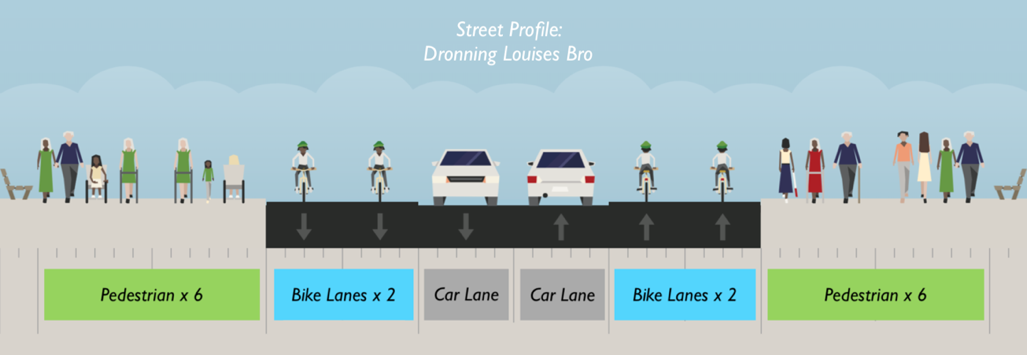 Street Profile:
Dronning Louises Bro
Pedestrian x 6
Bike Lanes x 2
Car Lane
Car Lane
Bike Lanes x 2
Pedestrian x 6